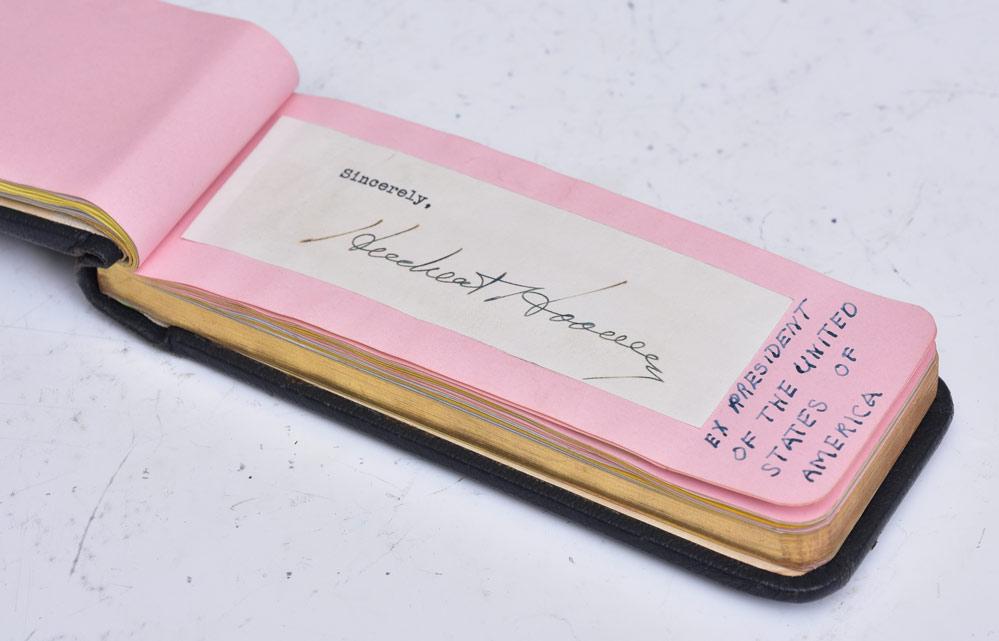 Sincerely,
Herbert Hoover
EX PRESIDENT
OF THE UNITED
STATES OF
AMERICA